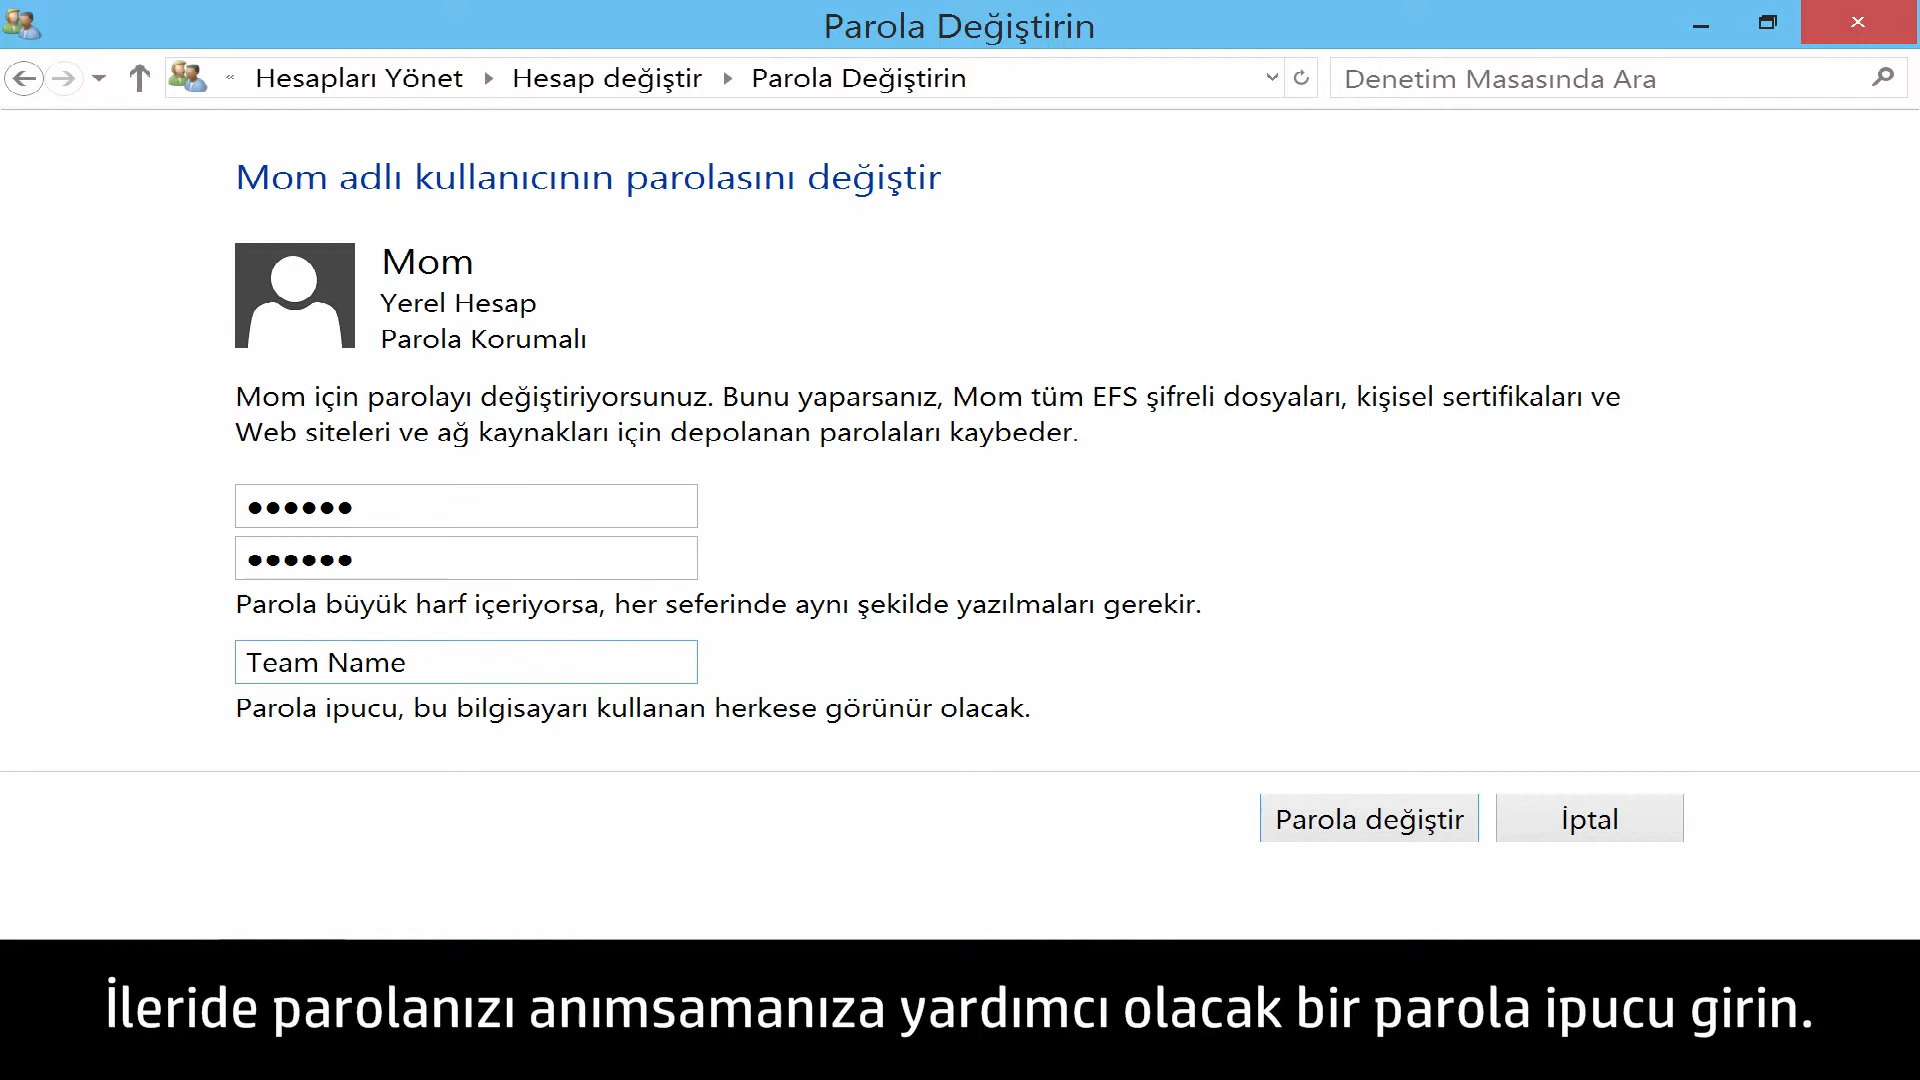 Parola Değiştirin
« Hesapları Yönet Hesap değiştir Parola Değiştirin
Denetim Masasında Ara
Mom adlı kullanıcının parolasını değiştir
Mom
Yerel Hesap
Parola Korumalı
Mom için parolayı değiştiriyorsunuz. Bunu yaparsanız, Mom tüm EFS şifreli dosyaları, kişisel sertifikaları ve
Web siteleri ve ağ kaynakları için depolanan parolaları kaybeder.
●●●●●●
●●●●●●
Parola büyük harf içeriyorsa, her seferinde aynı şekilde yazılmaları gerekir.
Team Name
Parola ipucu, bu bilgisayarı kullanan herkese görünür olacak.
Parola değiştir
İptal
İleride parolanızı anımsamanıza yardımcı olacak bir parola ipucu girin.